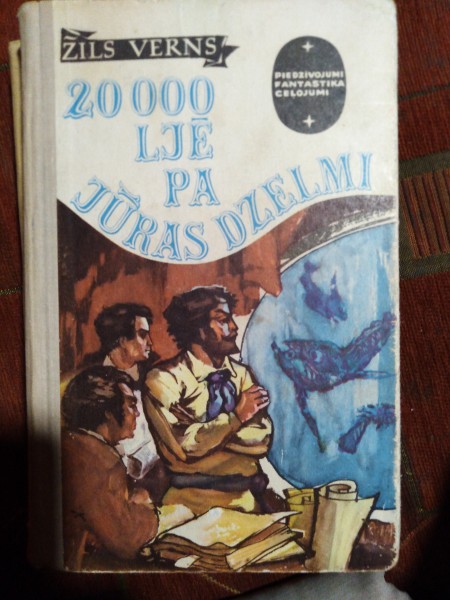 ŽILS VERNS
PIEDZĪVOJUMI
FANTASTIKA
CEĻOJUMI
20 000
LJĒ
PA
JŪRAS DZELMI